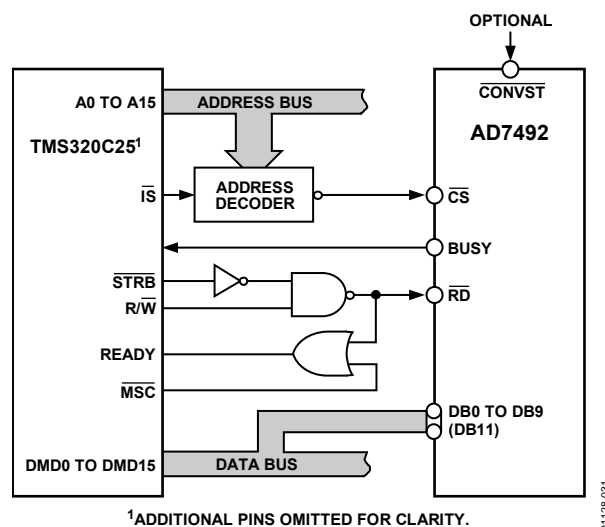 OPTIONAL
A0 TO A15
ADDRESS BUS
CONVST
TMS320C25¹
AD7492
IS
ADDRESS
DECODER
CS
BUSY
STRB
R/W
RD
READY
MSC
DB0 TO DB9
(DB11)
DMD0 TO DMD15
DATA BUS
¹ADDITIONAL PINS OMITTED FOR CLARITY.